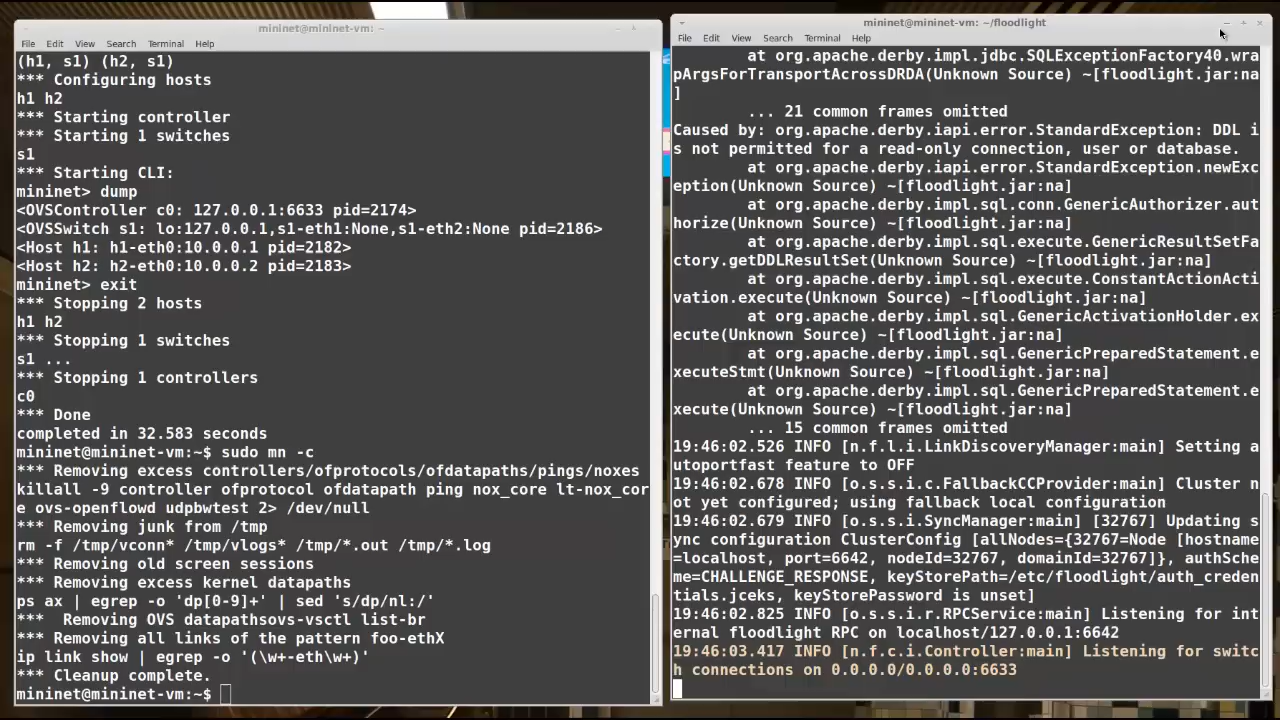 mininet@mininet-vm: ~
File Edit View Search Terminal Help
(h1, s1) (h2, s1)
*** Configuring hosts
h1 h2
*** Starting controller
*** Starting 1 switches
s1
*** Starting CLI:
mininet> dump
<OVSController c0: 127.0.0.1:6633 pid=2174>
<OVSSwitch s1: lo:127.0.0.1,s1-eth1:None,s1-eth2:None pid=2186>
<Host h1: h1-eth0:10.0.0.1 pid=2182>
<Host h2: h2-eth0:10.0.0.2 pid=2183>
mininet> exit
*** Stopping 2 hosts
h1 h2
*** Stopping 1 switches
s1 ...
*** Stopping 1 controllers
c0
*** Done
completed in 32.583 seconds
mininet@mininet-vm:~$ sudo mn -c
*** Removing excess controllers/ofprotocols/ofdatapaths/pings/noxes
killall -9 controller ofprotocol ofdatapath ping nox_core lt-nox_cor
e ovs-openflowd udpbwtest 2> /dev/null
*** Removing junk from /tmp
rm -f /tmp/vconn* /tmp/vlogs* /tmp/*.out /tmp/*.log
*** Removing old screen sessions
*** Removing excess kernel datapaths
ps ax | egrep -o 'dp[0-9]+' | sed 's/dp/nl:/'
***  Removing OVS datapathsovs-vsctl list-br
*** Removing all links of the pattern foo-ethX
ip link show | egrep -o '(\w+-eth\w+)'
*** Cleanup complete.
mininet@mininet-vm:~$
mininet@mininet-vm: ~/floodlight
File Edit View Search Terminal Help
at org.apache.derby.impl.jdbc.SQLExceptionFactory40.wra
pArgsForTransportAcrossDRDA(Unknown Source) ~[floodlight.jar:na
]
... 21 common frames omitted
Caused by: org.apache.derby.iapi.error.StandardException: DDL i
s not permitted for a read-only connection, user or database.
at org.apache.derby.iapi.error.StandardException.newExc
eption(Unknown Source) ~[floodlight.jar:na]
at org.apache.derby.impl.sql.conn.GenericAuthorizer.aut
horize(Unknown Source) ~[floodlight.jar:na]
at org.apache.derby.impl.sql.execute.GenericResultSetFa
ctory.getDDLResultSet(Unknown Source) ~[floodlight.jar:na]
at org.apache.derby.impl.sql.execute.ConstantActionActi
vation.execute(Unknown Source) ~[floodlight.jar:na]
at org.apache.derby.impl.sql.GenericActivationHolder.ex
ecute(Unknown Source) ~[floodlight.jar:na]
at org.apache.derby.impl.sql.GenericPreparedStatement.e
xecuteStmt(Unknown Source) ~[floodlight.jar:na]
at org.apache.derby.impl.sql.GenericPreparedStatement.e
xecute(Unknown Source) ~[floodlight.jar:na]
... 15 common frames omitted
19:46:02.526 INFO [n.f.l.i.LinkDiscoveryManager:main] Setting a
utoportfast feature to OFF
19:46:02.678 INFO [o.s.s.i.c.FallbackCCProvider:main] Cluster n
ot yet configured; using fallback local configuration
19:46:02.679 INFO [o.s.s.i.SyncManager:main] [32767] Updating s
ync configuration ClusterConfig [allNodes={32767=Node [hostname
=localhost, port=6642, nodeId=32767, domainId=32767]}, authSche
me=CHALLENGE_RESPONSE, keyStorePath=/etc/floodlight/auth_creden
tials.jceks, keyStorePassword is unset]
19:46:02.825 INFO [o.s.s.i.r.RPCService:main] Listening for int
ernal floodlight RPC on localhost/127.0.0.1:6642
19:46:03.417 INFO [n.f.c.i.Controller:main] Listening for switc
h connections on 0.0.0.0/0.0.0.0:6633